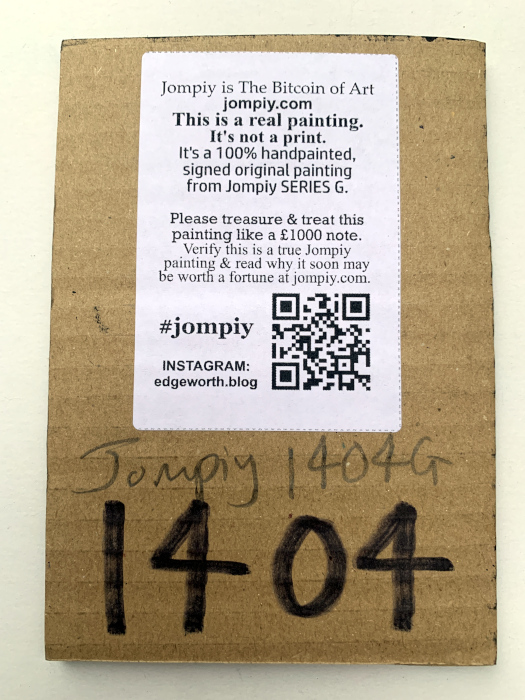 Jompiy is The Bitcoin of Art
jompiy.com
This is a real painting.
It's not a print.
It's a 100% handpainted,
signed original painting
from Jompiy SERIES G.
Please treasure & treat this
painting like a £1000 note.
Verify this is a true Jompiy
painting & read why it soon may
be worth a fortune at jompiy.com.
#jompiy
INSTAGRAM:
edgeworth.blog
Jompiy 1404G
1404